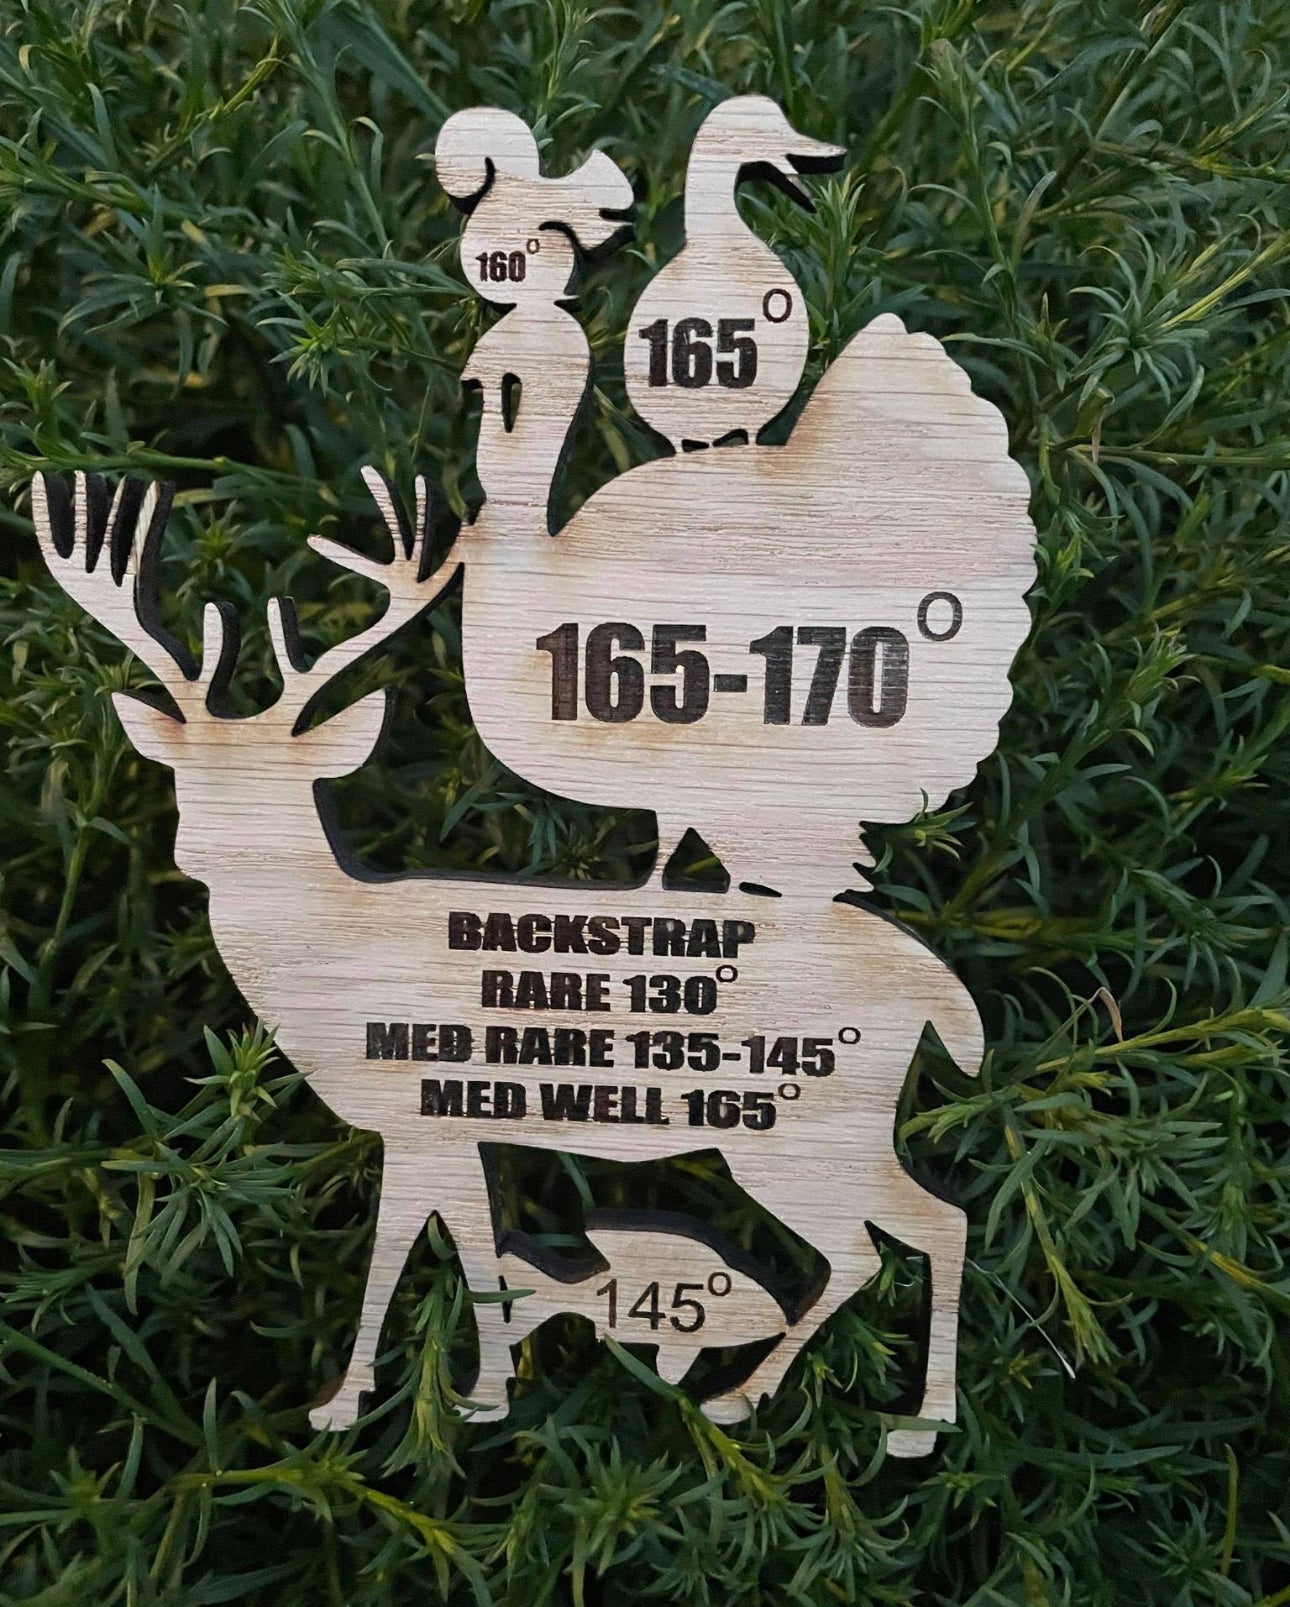 160°
165°
165-170°
BACKSTRAP
RARE 130°
MED RARE 135-145°
MED WELL 165°
145°